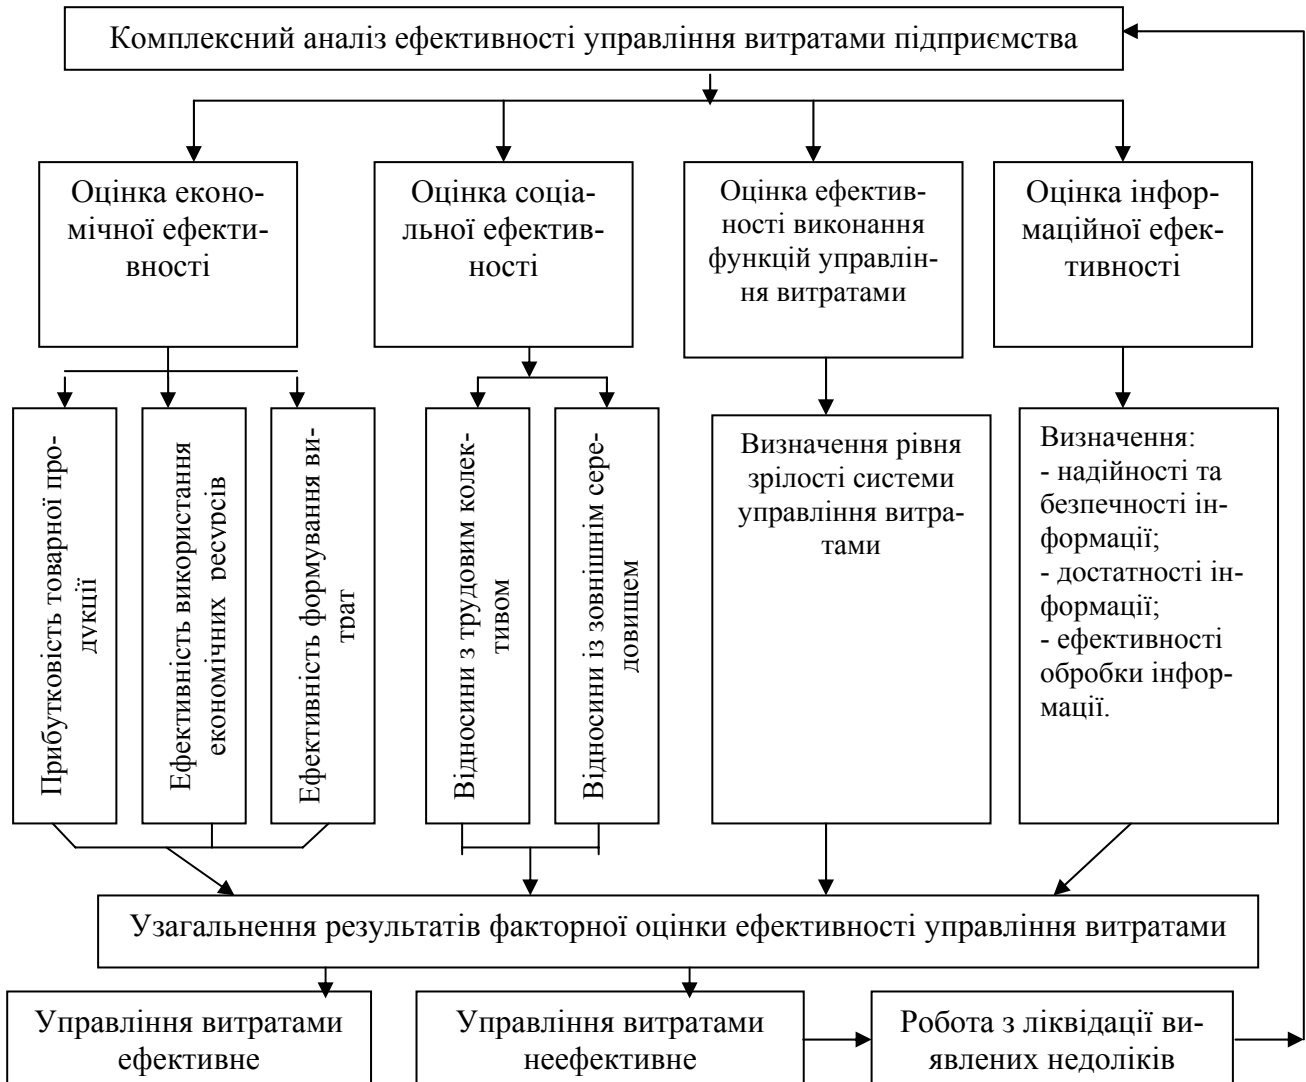 Комплексний аналіз ефективності управління витратами підприємства
Оцінка еконо-
мічної ефекти-
вності
Оцінка соціа-
льної ефектив-
ності
Оцінка ефектив-
ності виконання
функцій управлін-
ня витратами
Оцінка інфор-
маційної ефек-
тивності
Прибутковість товарної про-
дукції
Ефективність використання
економічних ресурсів
Ефективність формування ви-
трат
Відносини з трудовим колек-
тивом
Відносини із зовнішнім сере-
довищем
Визначення рівня
зрілості системи
управління витра-
тами
Визначення:
- надійності та
безпечності ін-
формації;
- достатності ін-
формації;
- ефективності
обробки інфор-
мації.
Узагальнення результатів факторної оцінки ефективності управління витратами
Управління витратами
ефективне
Управління витратами
неефективне
Робота з ліквідації ви-
явлених недоліків